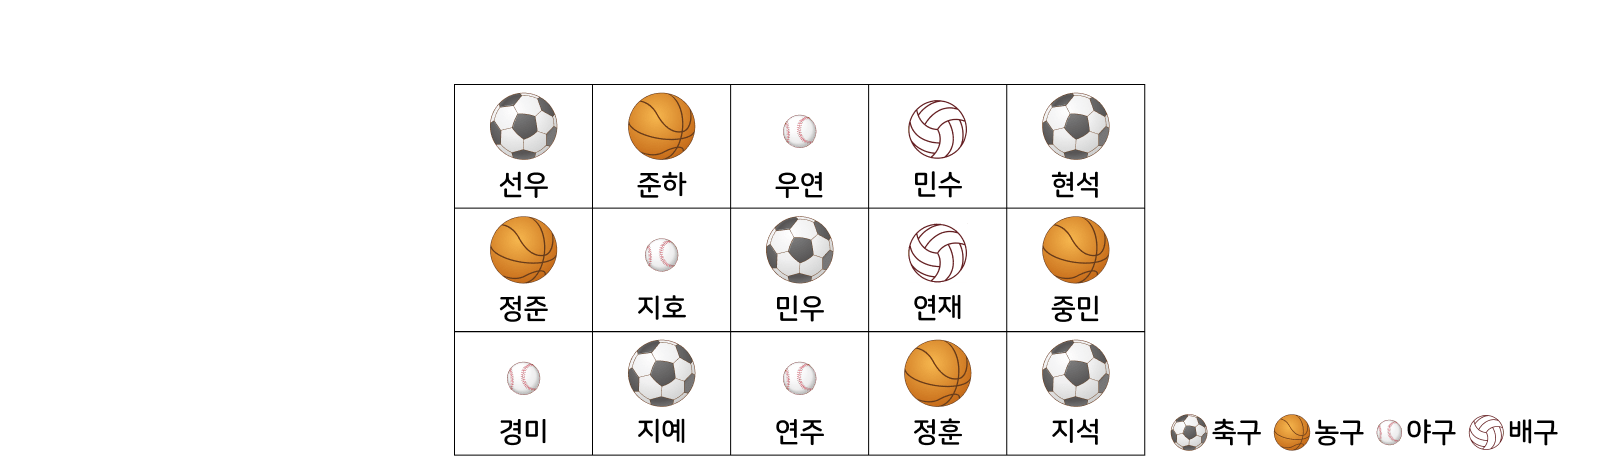 선우 준하 우연 민수 현석
정준 지호 민우 연재 중민
경미 지예 연주 정훈 지석
축구 농구 야구 배구